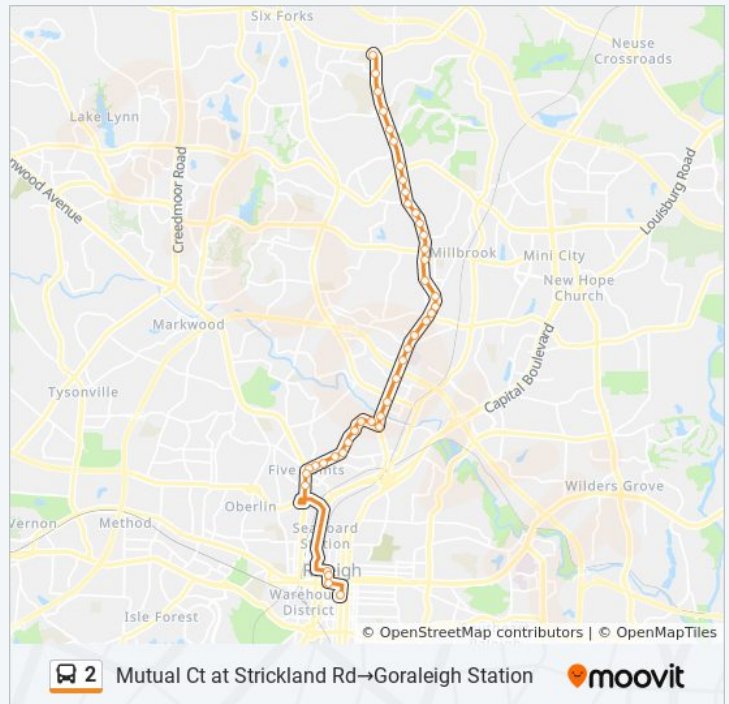 Six Forks
Neuse
Crossroads
Lake Lynn
nwood Avenue
Creedmoor Road
Louisburg Road
Millbrook
Mini City
New Hope
Church
Markwood
Capital Boulevard
Tysonville
Five Points
Oberlin
Wilders Grove
Vernon
Method
Seaboard
Station
Raleigh
Warehouse
District
Isle Forest
© OpenStreetMap contributors | © OpenMapTiles
2 Mutual Ct at Strickland Rd→Goraleigh Station moovit